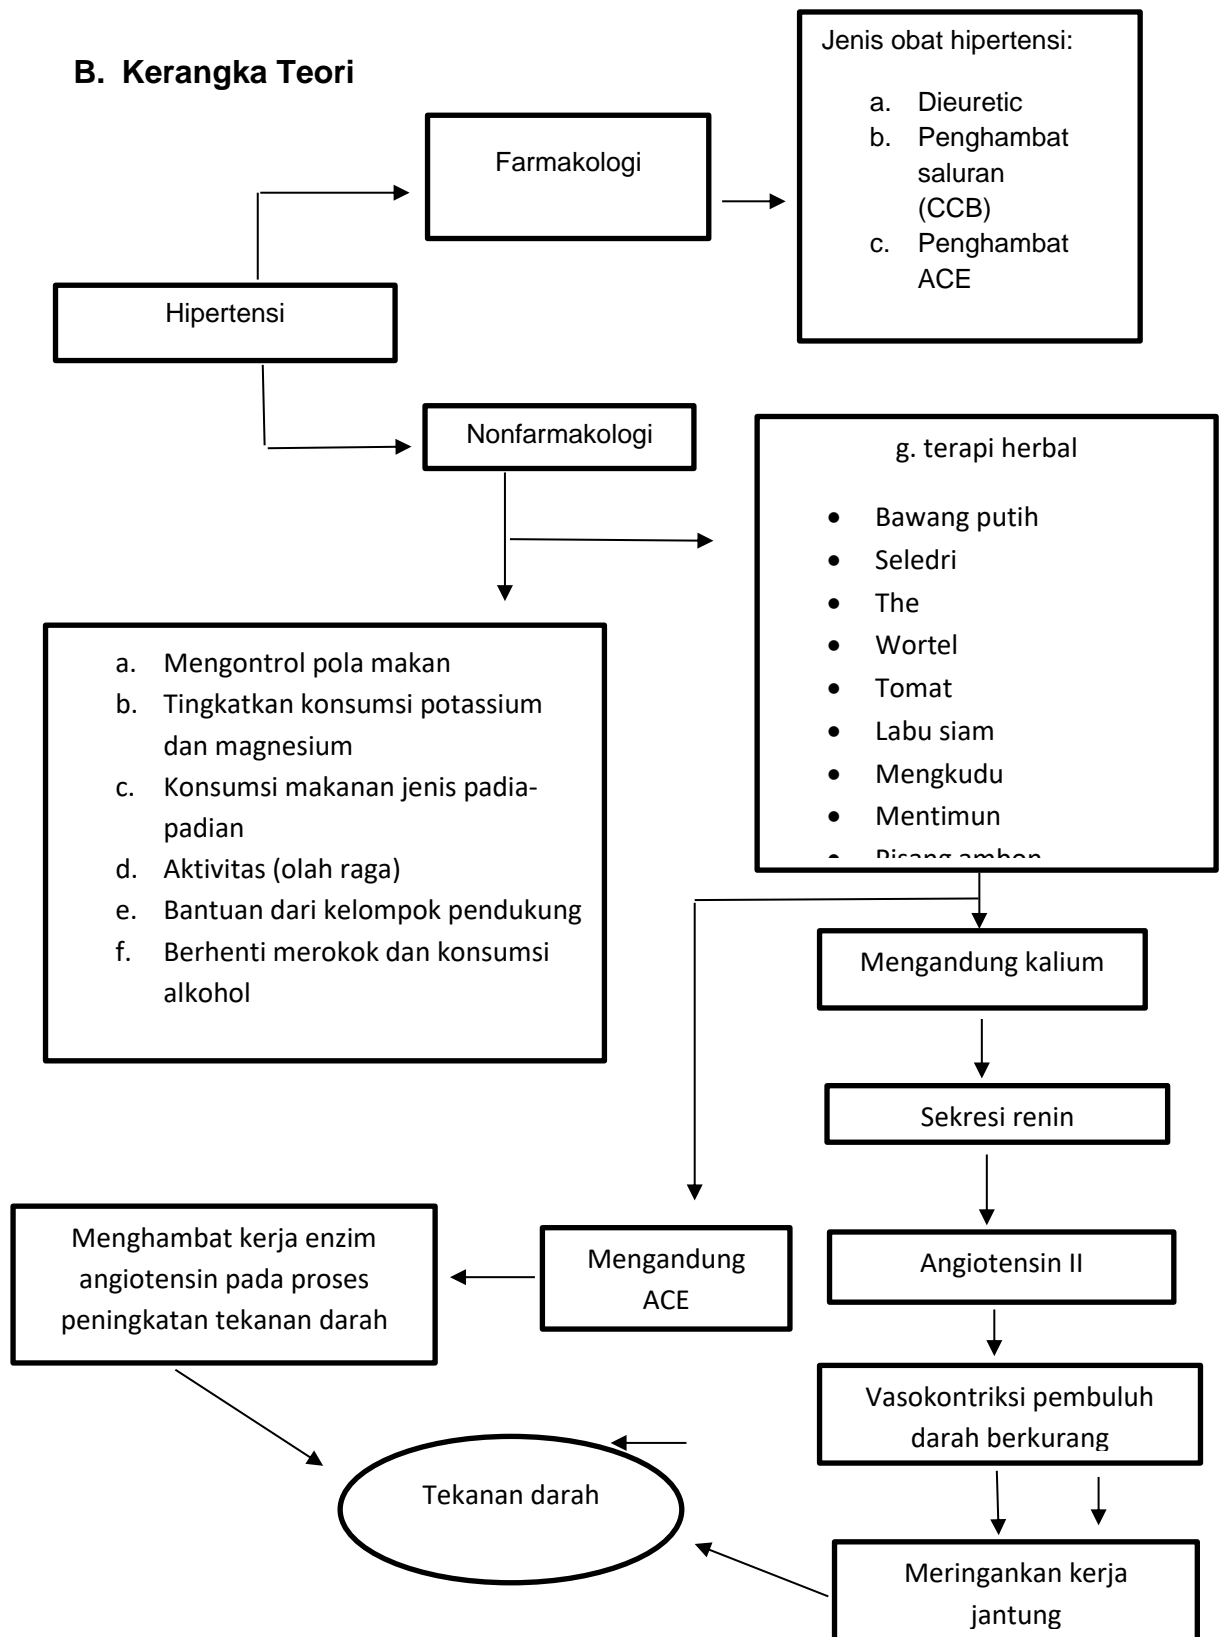 B. Kerangka Teori
Jenis obat hipertensi:
a. Dieuretic
b. Penghambat
saluran
(CCB)
c. Penghambat
ACE
Farmakologi
Hipertensi
Nonfarmakologi
g. terapi herbal
• Bawang putih
• Seledri
• The
• Wortel
• Tomat
• Labu siam
• Mengkudu
• Mentimun
• Pisang ambon
a. Mengontrol pola makan
b. Tingkatkan konsumsi potassium
dan magnesium
c. Konsumsi makanan jenis padia-
padian
d. Aktivitas (olah raga)
e. Bantuan dari kelompok pendukung
f. Berhenti merokok dan konsumsi
alkohol
Mengandung kalium
Sekresi renin
Menghambat kerja enzim
angiotensin pada proses
peningkatan tekanan darah
Mengandung
ACE
Angiotensin II
Vasokontriksi pembuluh
darah berkurang
Tekanan darah
Meringankan kerja
jantung